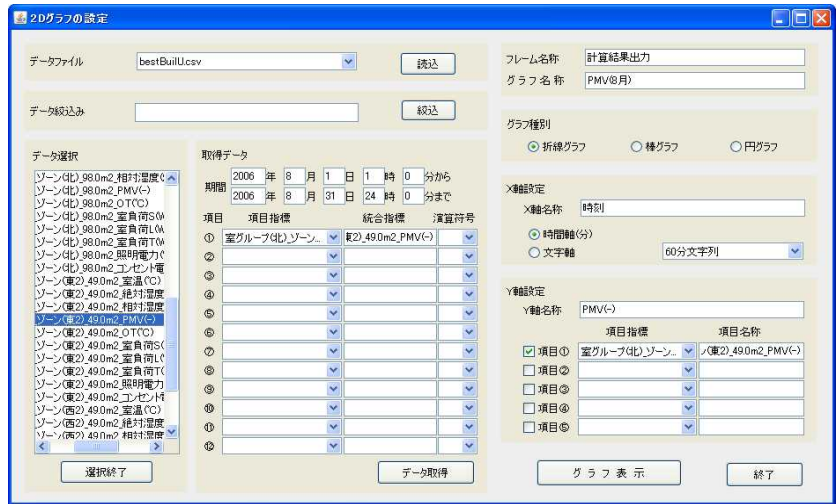 2Dグラフの設定
データファイル bestBuilU.csv 読込
データ絞込み 絞込
データ選択
ゾーン(北)_98.0m2_相対湿度(
ゾーン(北)_98.0m2_PMV(-)
ゾーン(北)_98.0m2_OT(℃)
ゾーン(北)_98.0m2_室負荷S(W
ゾーン(北)_98.0m2_室負荷L(W
ゾーン(北)_98.0m2_室負荷T(W
ゾーン(北)_98.0m2_照明電力(
ゾーン(北)_98.0m2_コンセント電
ゾーン(東2)_49.0m2_室温(℃)
ゾーン(東2)_49.0m2_絶対湿度
ゾーン(東2)_49.0m2_相対湿度
ゾーン(東2)_49.0m2_PMV(-)
ゾーン(東2)_49.0m2_OT(℃)
ゾーン(東2)_49.0m2_室負荷S(
ゾーン(東2)_49.0m2_室負荷L(
ゾーン(東2)_49.0m2_室負荷T(
ゾーン(東2)_49.0m2_照明電力
ゾーン(東2)_49.0m2_コンセント
ゾーン(西2)_49.0m2_室温(℃)
ゾーン(西2)_49.0m2_絶対湿度
ゾーン(西2)_49.0m2_相対湿度
選択終了
取得データ
期間
2006 年 8 月 1 日 1 時 0 分から
2006 年 8 月 31 日 24 時 0 分まで
項目 項目指標 統合指標 演算符号
① 室グループ(北)_ゾーン... 東2)_49.0m2_PMV(-)
②
③
④
⑤
⑥
⑦
⑧
⑨
⑩
⑪
⑫
データ取得
フレーム名称 計算結果出力
グラフ名称 PMV(8月)
グラフ種別
折線グラフ 棒グラフ 円グラフ
X軸設定
X軸名称 時刻
時間軸(分)
文字軸 60分文字列
Y軸設定
Y軸名称 PMV(-)
項目指標 項目名称
項目① 室グループ(北)_ゾーン... ン(東2)_49.0m2_PMV(-)
項目②
項目③
項目④
項目⑤
グラフ表示 終了